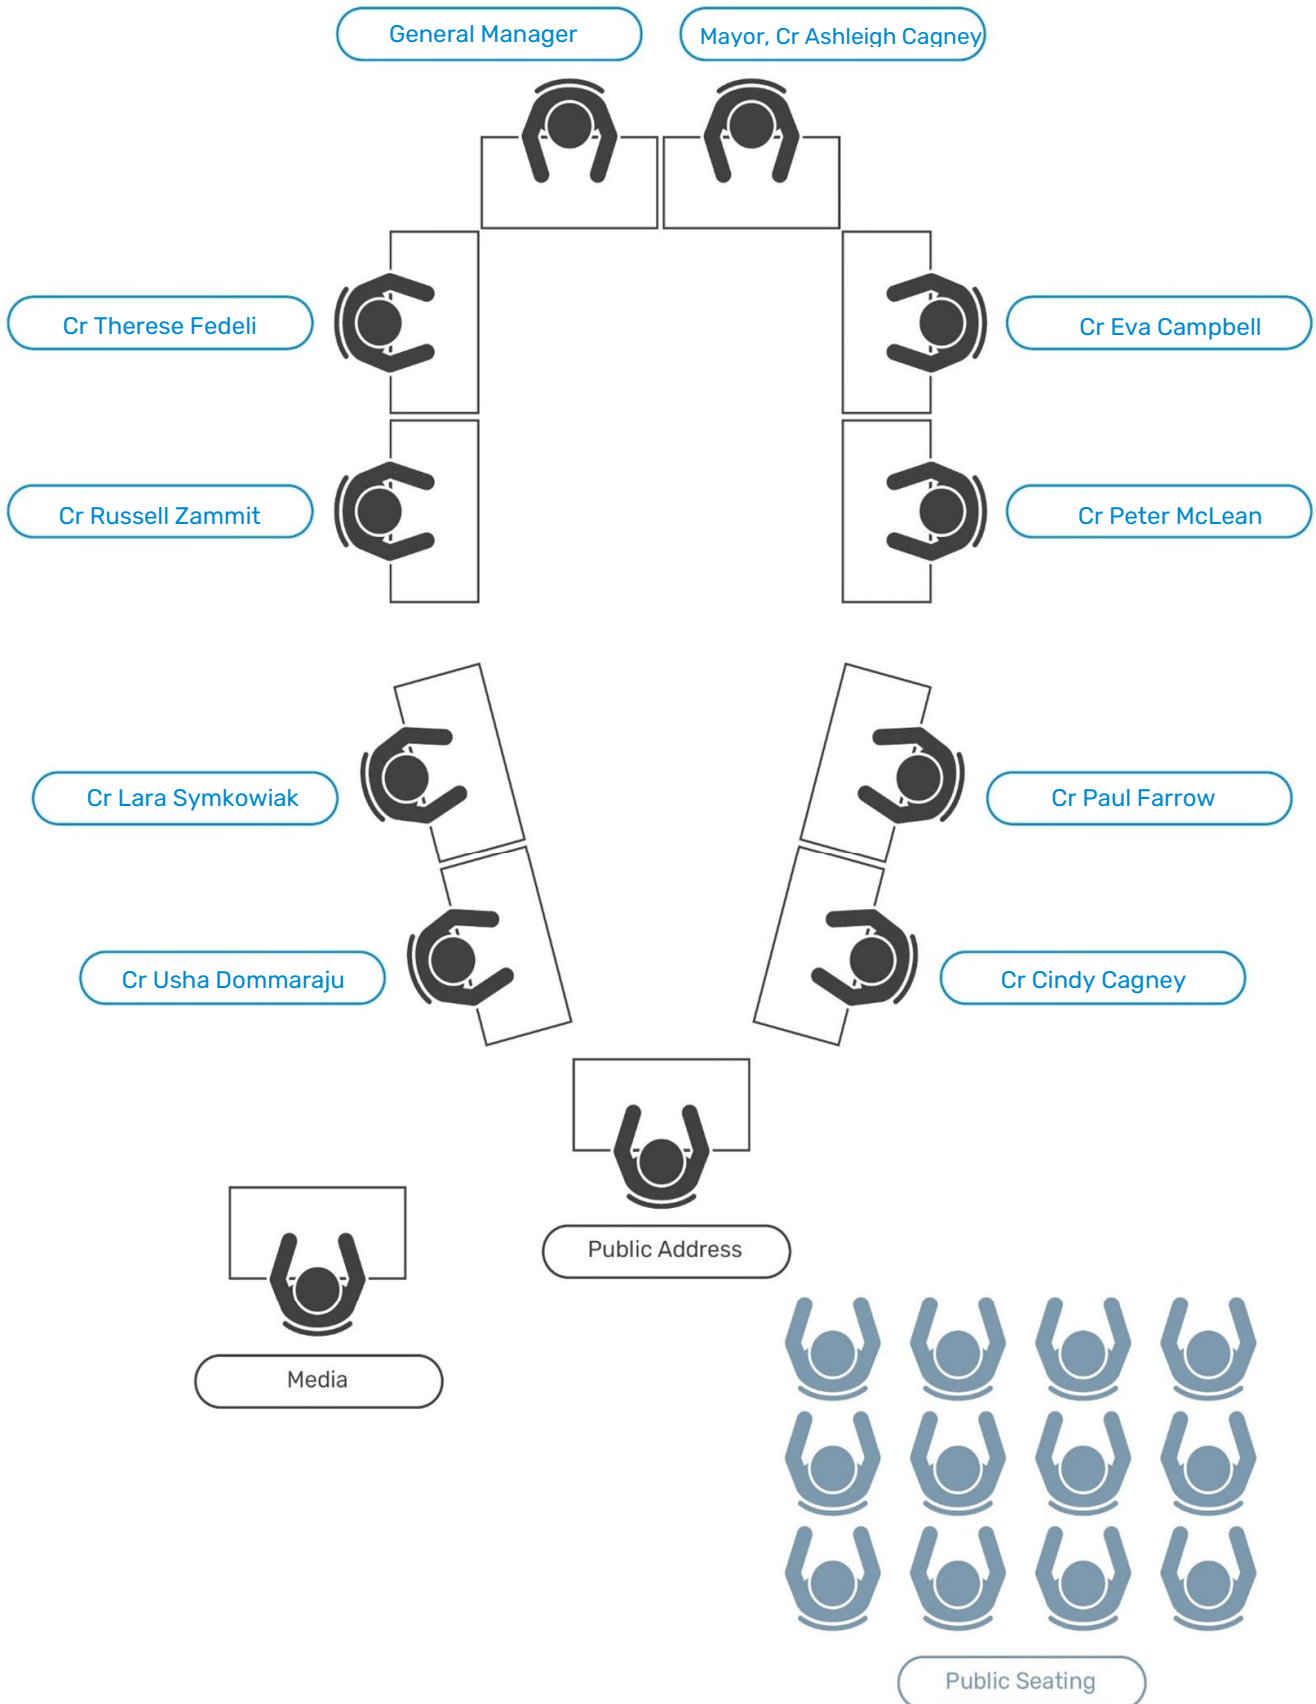 General Manager
Mayor, Cr Ashleigh Cagney
Cr Therese Fedeli
Cr Eva Campbell
Cr Russell Zammit
Cr Peter McLean
Cr Lara Symkowiak
Cr Paul Farrow
Cr Usha Dommaraju
Cr Cindy Cagney
Public Address
Media
Public Seating